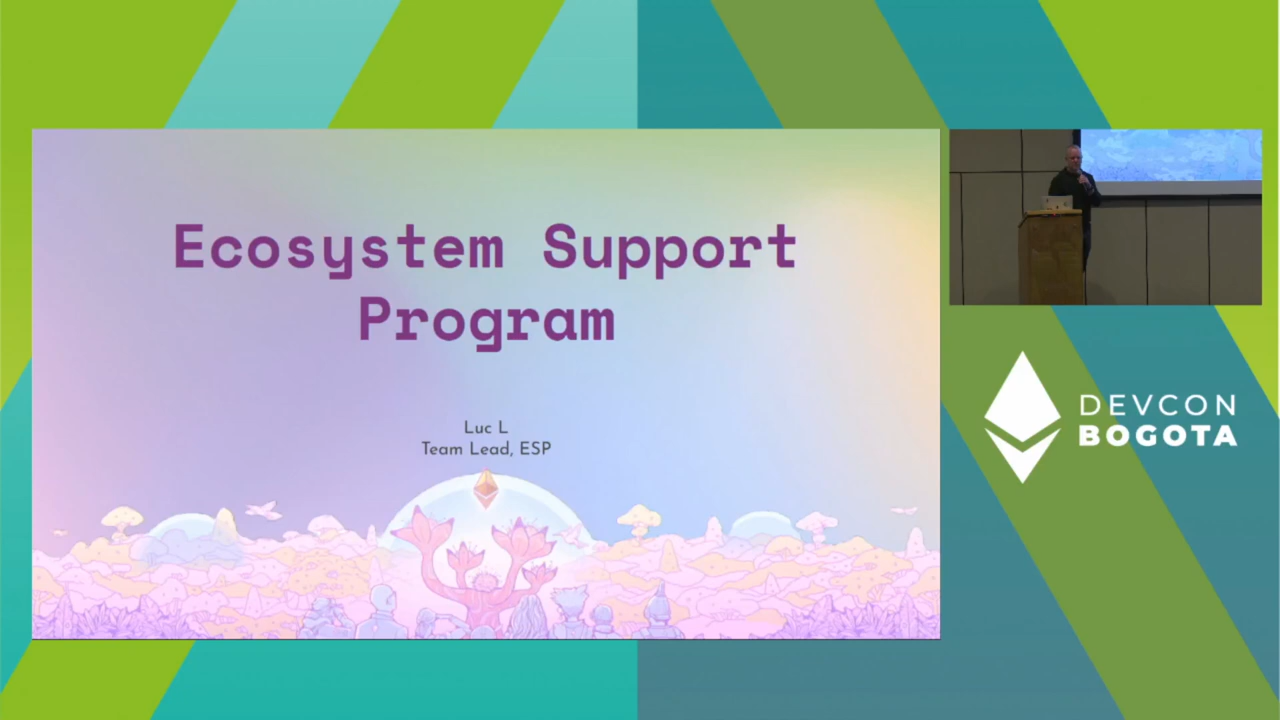 Ecosystem Support
Program
Luc L
Team Lead, ESP
DEVCON
BOGOTA